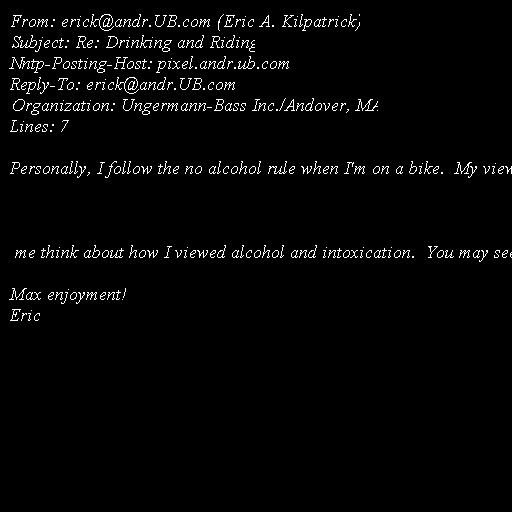 From: erick@andr.UB.com (Eric A. Kilpatrick)
Subject: Re: Drinking and Riding
Nntp-Posting-Host: pixel.andr.ub.com
Reply-To: erick@andr.UB.com
Organization: Ungermann-Bass Inc./Andover, MA
Lines: 7
Personally, I follow the no alcohol rule when I'm on a bike.  My view
me think about how I viewed alcohol and intoxication.  You may see
Max enjoyment!
Eric